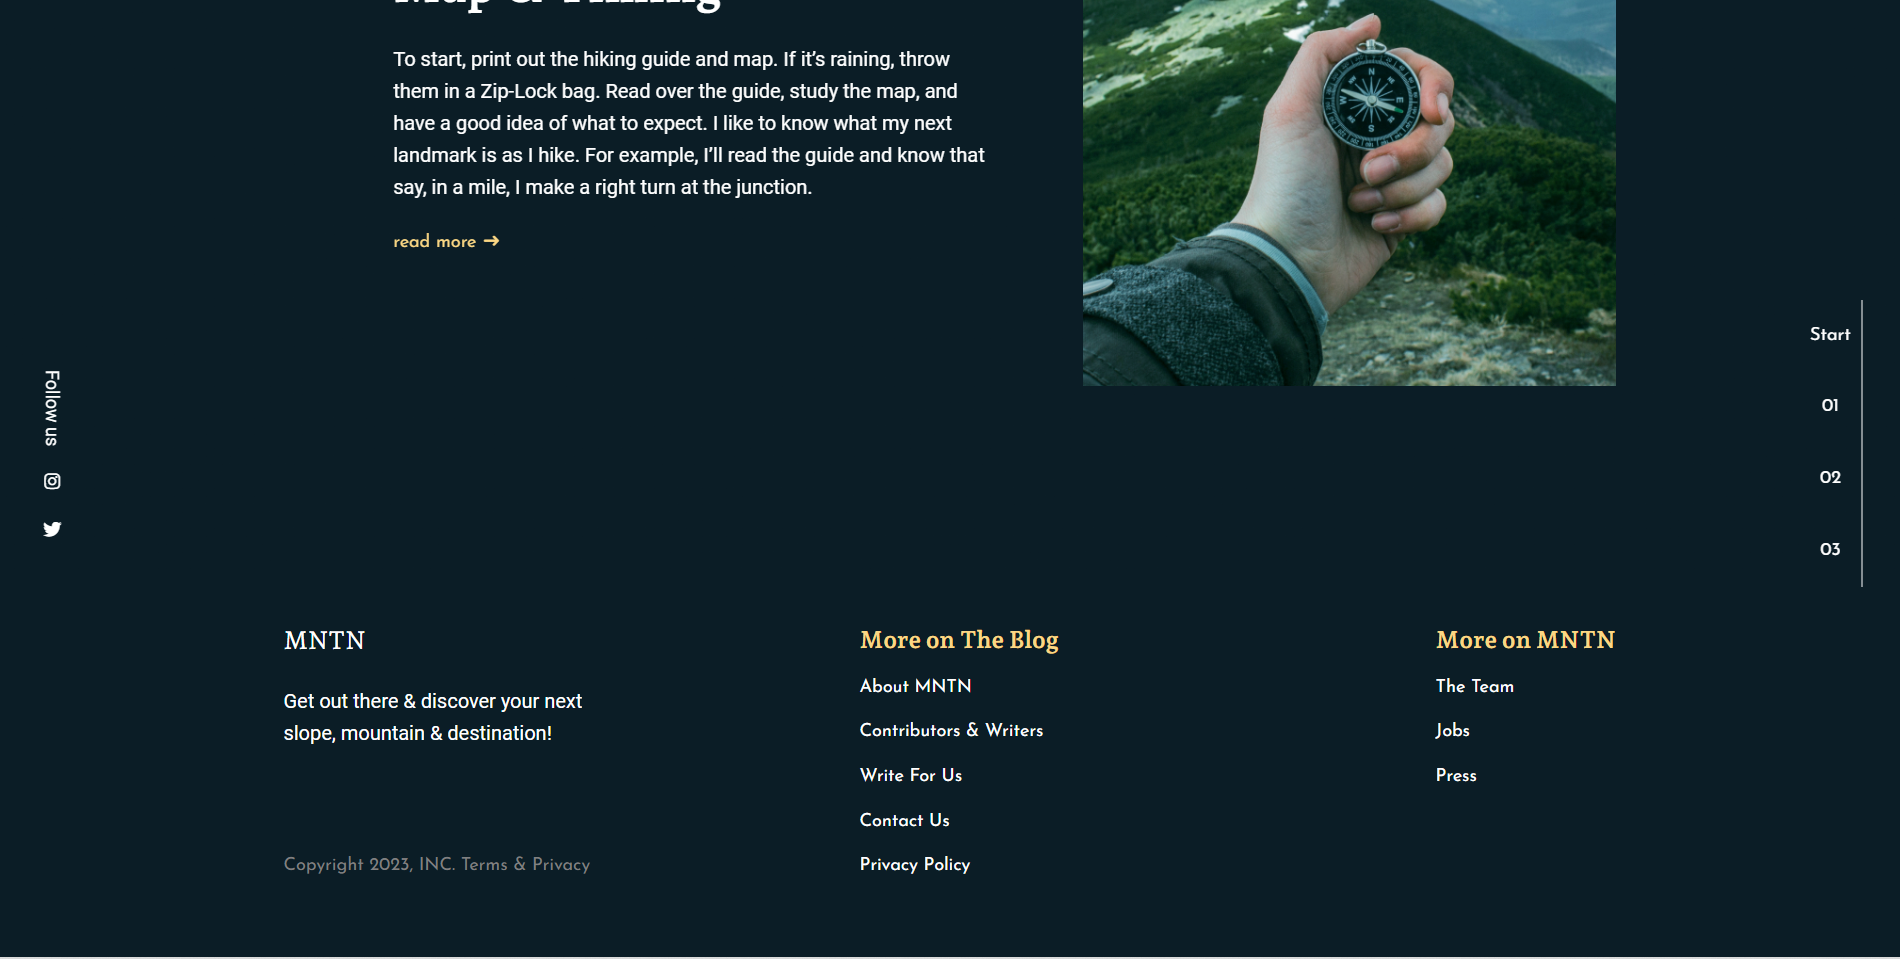 Map & Timing
To start, print out the hiking guide and map. If it’s raining, throw
them in a Zip-Lock bag. Read over the guide, study the map, and
have a good idea of what to expect. I like to know what my next
landmark is as I hike. For example, I’ll read the guide and know that
say, in a mile, I make a right turn at the junction.
read more →
N
E
S
W
Follow us
Start
01
02
03
MNTN
Get out there & discover your next
slope, mountain & destination!
Copyright 2023, INC. Terms & Privacy
More on The Blog
About MNTN
Contributors & Writers
Write For Us
Contact Us
Privacy Policy
More on MNTN
The Team
Jobs
Press